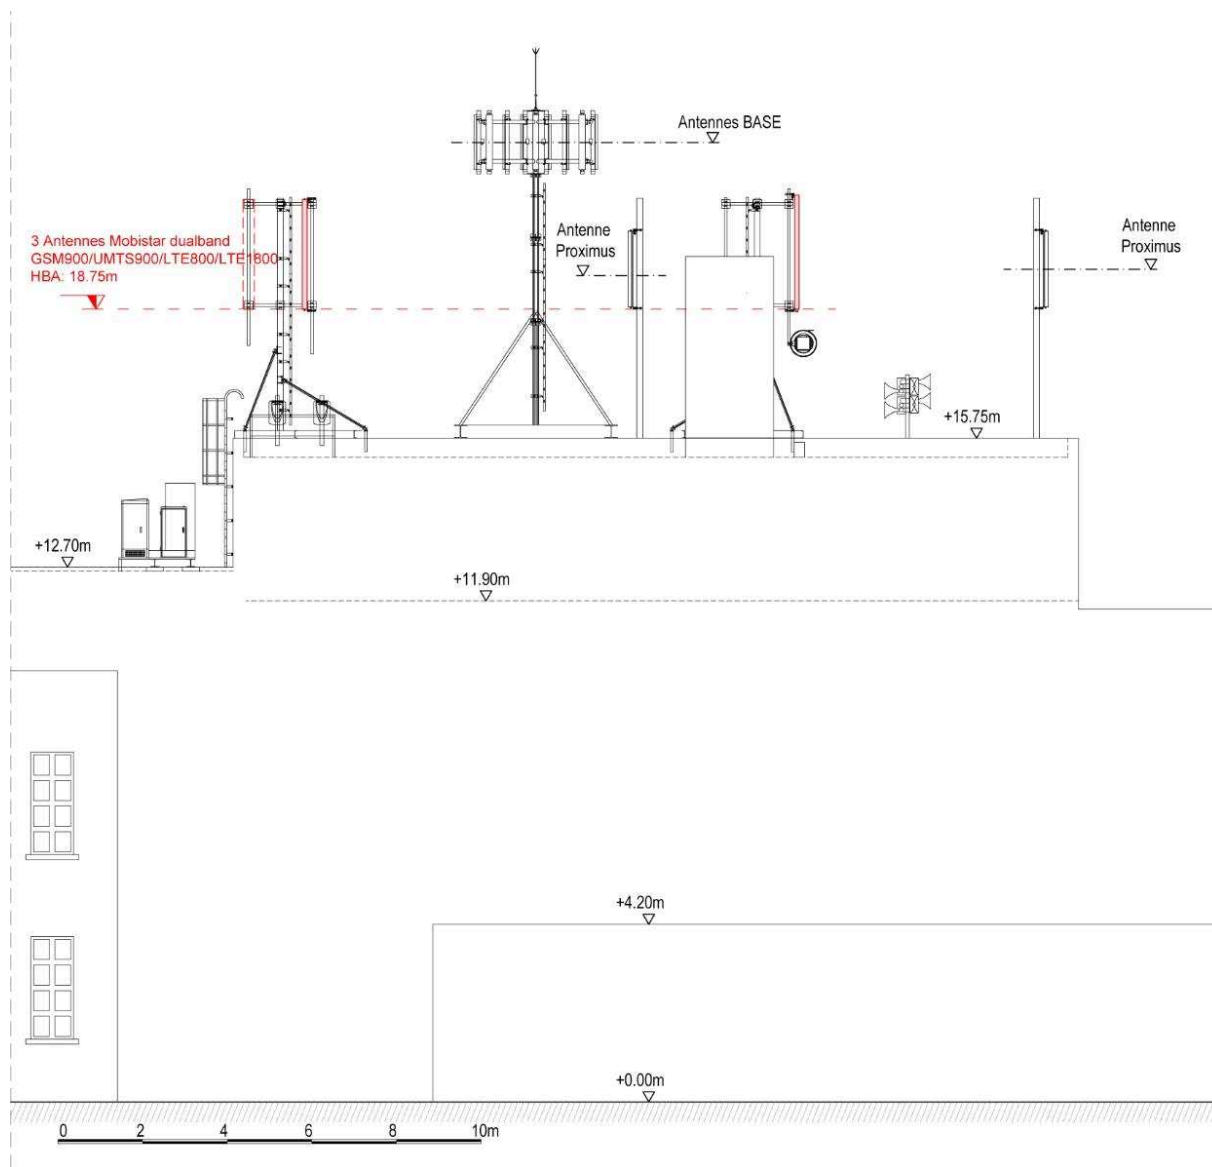 Antennes BASE
3 Antennes Mobistar dualband
GSM900/UMTS900/LTE800/LTE1800
HBA: 18.75m
Antenne
Proximus
Antenne
Proximus
+15.75m
+12.70m
+11.90m
+4.20m
+0.00m
0 2 4 6 8 10m